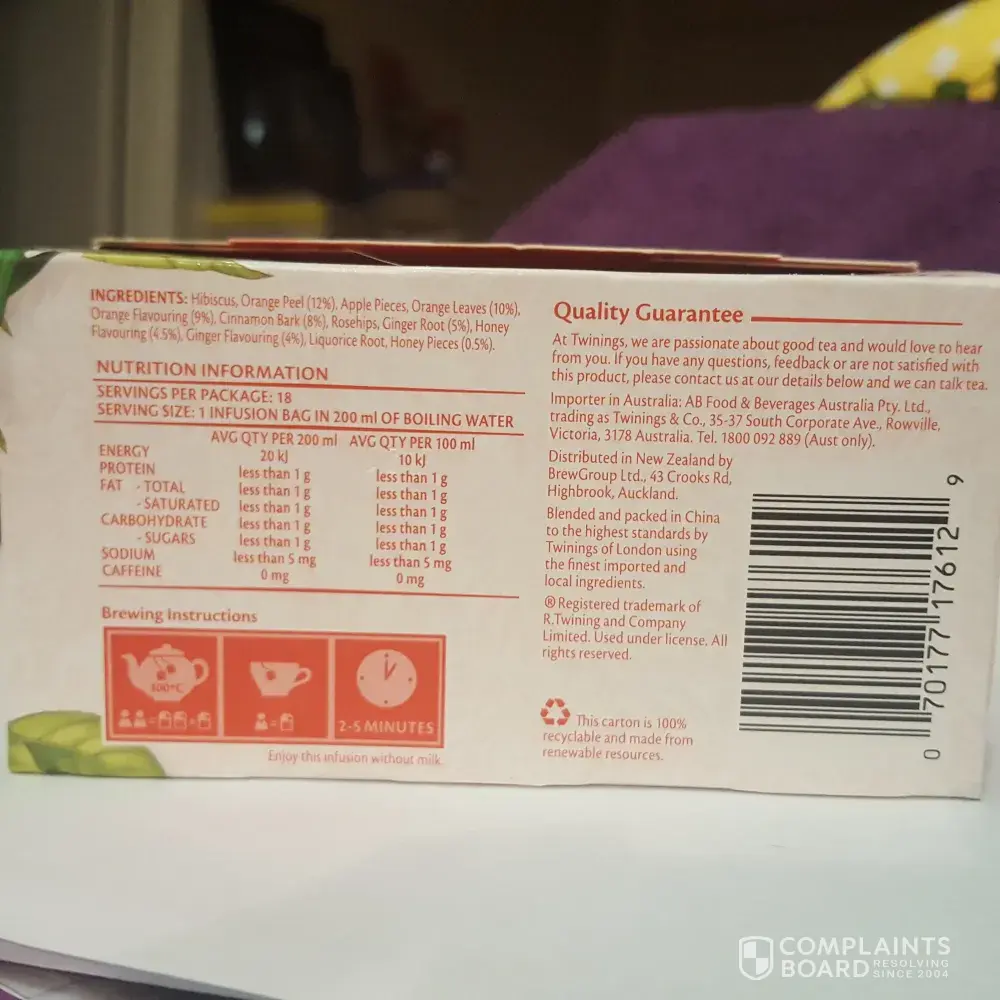 INGREDIENTS: Hibiscus, Orange Peel (12%), Apple Pieces, Orange Leaves (10%),
Orange Flavouring (9%), Cinnamon Bark (8%), Rosehips, Ginger Root (5%), Honey
Flavouring (4.5%), Ginger Flavouring (4%), Liquorice Root, Honey Pieces (0.5%).
NUTRITION INFORMATION
SERVINGS PER PACKAGE: 18
SERVING SIZE: 1 INFUSION BAG IN 200 ml OF BOILING WATER
AVG QTY PER 200 ml AVG QTY PER 100 ml
ENERGY 20 kJ 10 kJ
PROTEIN less than 1 g less than 1 g
FAT - TOTAL less than 1 g less than 1 g
- SATURATED less than 1 g less than 1 g
CARBOHYDRATE less than 1 g less than 1 g
- SUGARS less than 1 g less than 1 g
SODIUM less than 5 mg less than 5 mg
CAFFEINE 0 mg 0 mg
Brewing Instructions
100°C
2-5 MINUTES
Enjoy this infusion without milk.
Quality Guarantee
At Twinings, we are passionate about good tea and would love to hear
from you. If you have any questions, feedback or are not satisfied with
this product, please contact us at our details below and we can talk tea.
Importer in Australia: AB Food & Beverages Australia Pty. Ltd.,
trading as Twinings & Co., 35-37 South Corporate Ave., Rowville,
Victoria, 3178 Australia. Tel. 1800 092 889 (Aust only).
Distributed in New Zealand by
BrewGroup Ltd., 43 Crooks Rd,
Highbrook, Auckland.
Blended and packed in China
to the highest standards by
Twinings of London using
the finest imported and
local ingredients.
® Registered trademark of
R.Twining and Company
Limited. Used under license. All
rights reserved.
This carton is 100%
recyclable and made from
renewable resources.
0 70177 17612 9
COMPLAINTS
BOARD RESOLVING
SINCE 2004